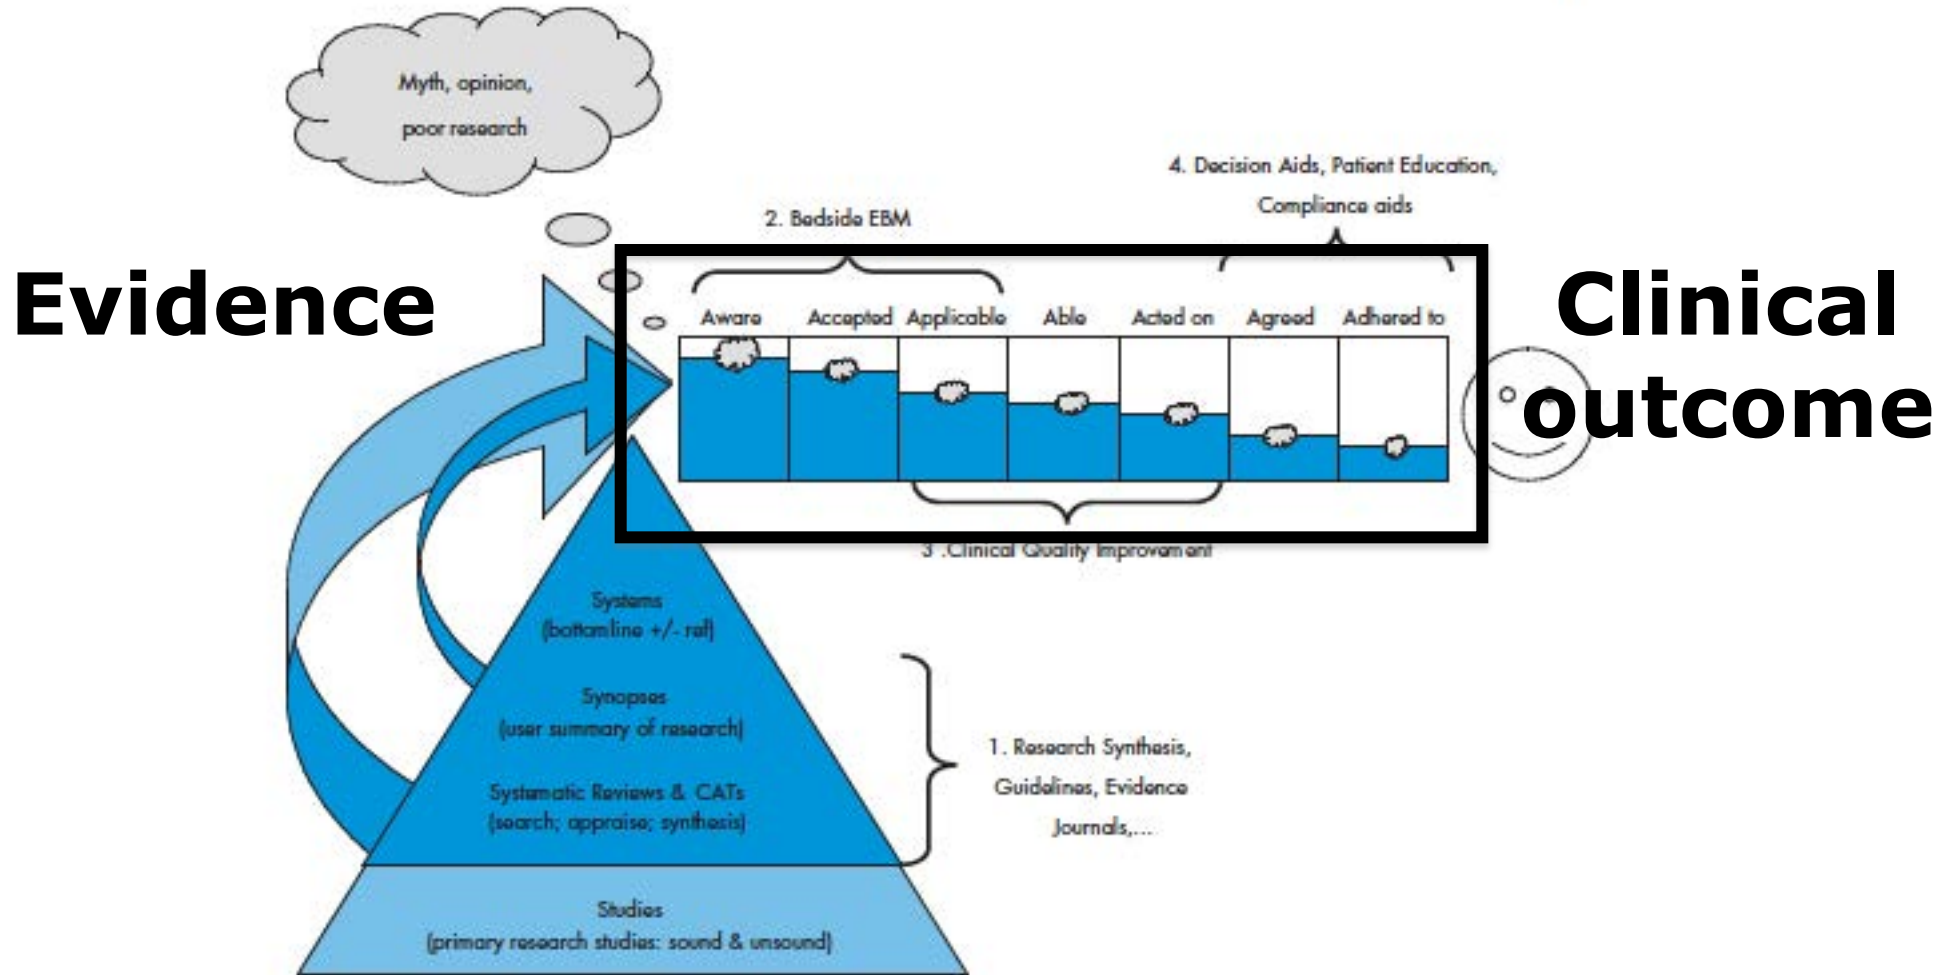 Myth, opinion,
poor research
4. Decision Aids, Patient Education,
Compliance aids
2. Bedside EBM
Evidence
Clinical
outcome
Aware Accepted Applicable Able Acted on Agreed Adhered to
3 .Clinical Quality Improvement
Systems
(bottomline +/- ref)
Synopses
(user summary of research)
Systematic Reviews & CATs
(search; appraise; synthesis)
1. Research Synthesis,
Guidelines, Evidence
Journals,...
Studies
(primary research studies: sound & unsound)